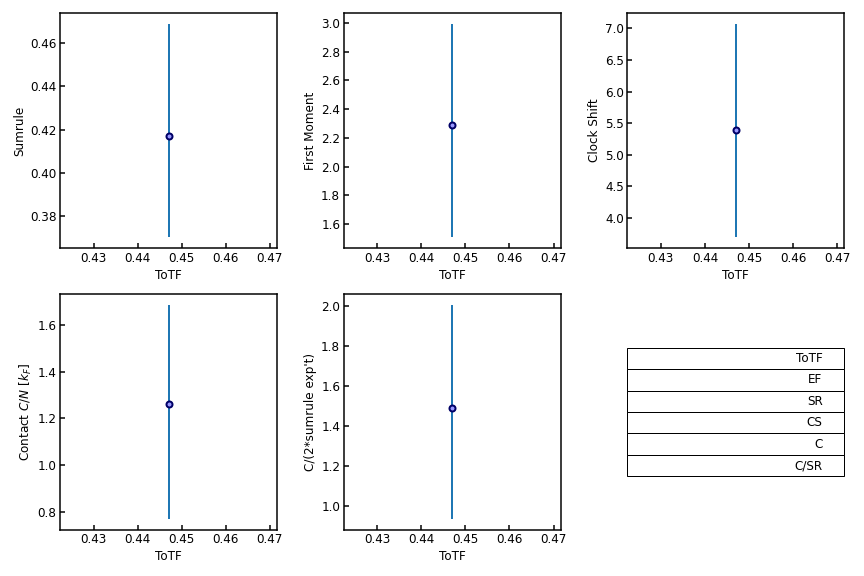 0.46
0.44
0.42
0.40
0.38
Sumrule
0.43 0.44 0.45 0.46 0.47
ToTF
3.0
2.8
2.6
2.4
2.2
2.0
1.8
1.6
First Moment
0.43 0.44 0.45 0.46 0.47
ToTF
7.0
6.5
6.0
5.5
5.0
4.5
4.0
Clock Shift
0.43 0.44 0.45 0.46 0.47
ToTF
1.6
1.4
1.2
1.0
0.8
Contact C/N [k_F]
0.43 0.44 0.45 0.46 0.47
ToTF
2.0
1.8
1.6
1.4
1.2
1.0
C/(2*sumrule exp't)
0.43 0.44 0.45 0.46 0.47
ToTF
ToTF
EF
SR
CS
C
C/SR